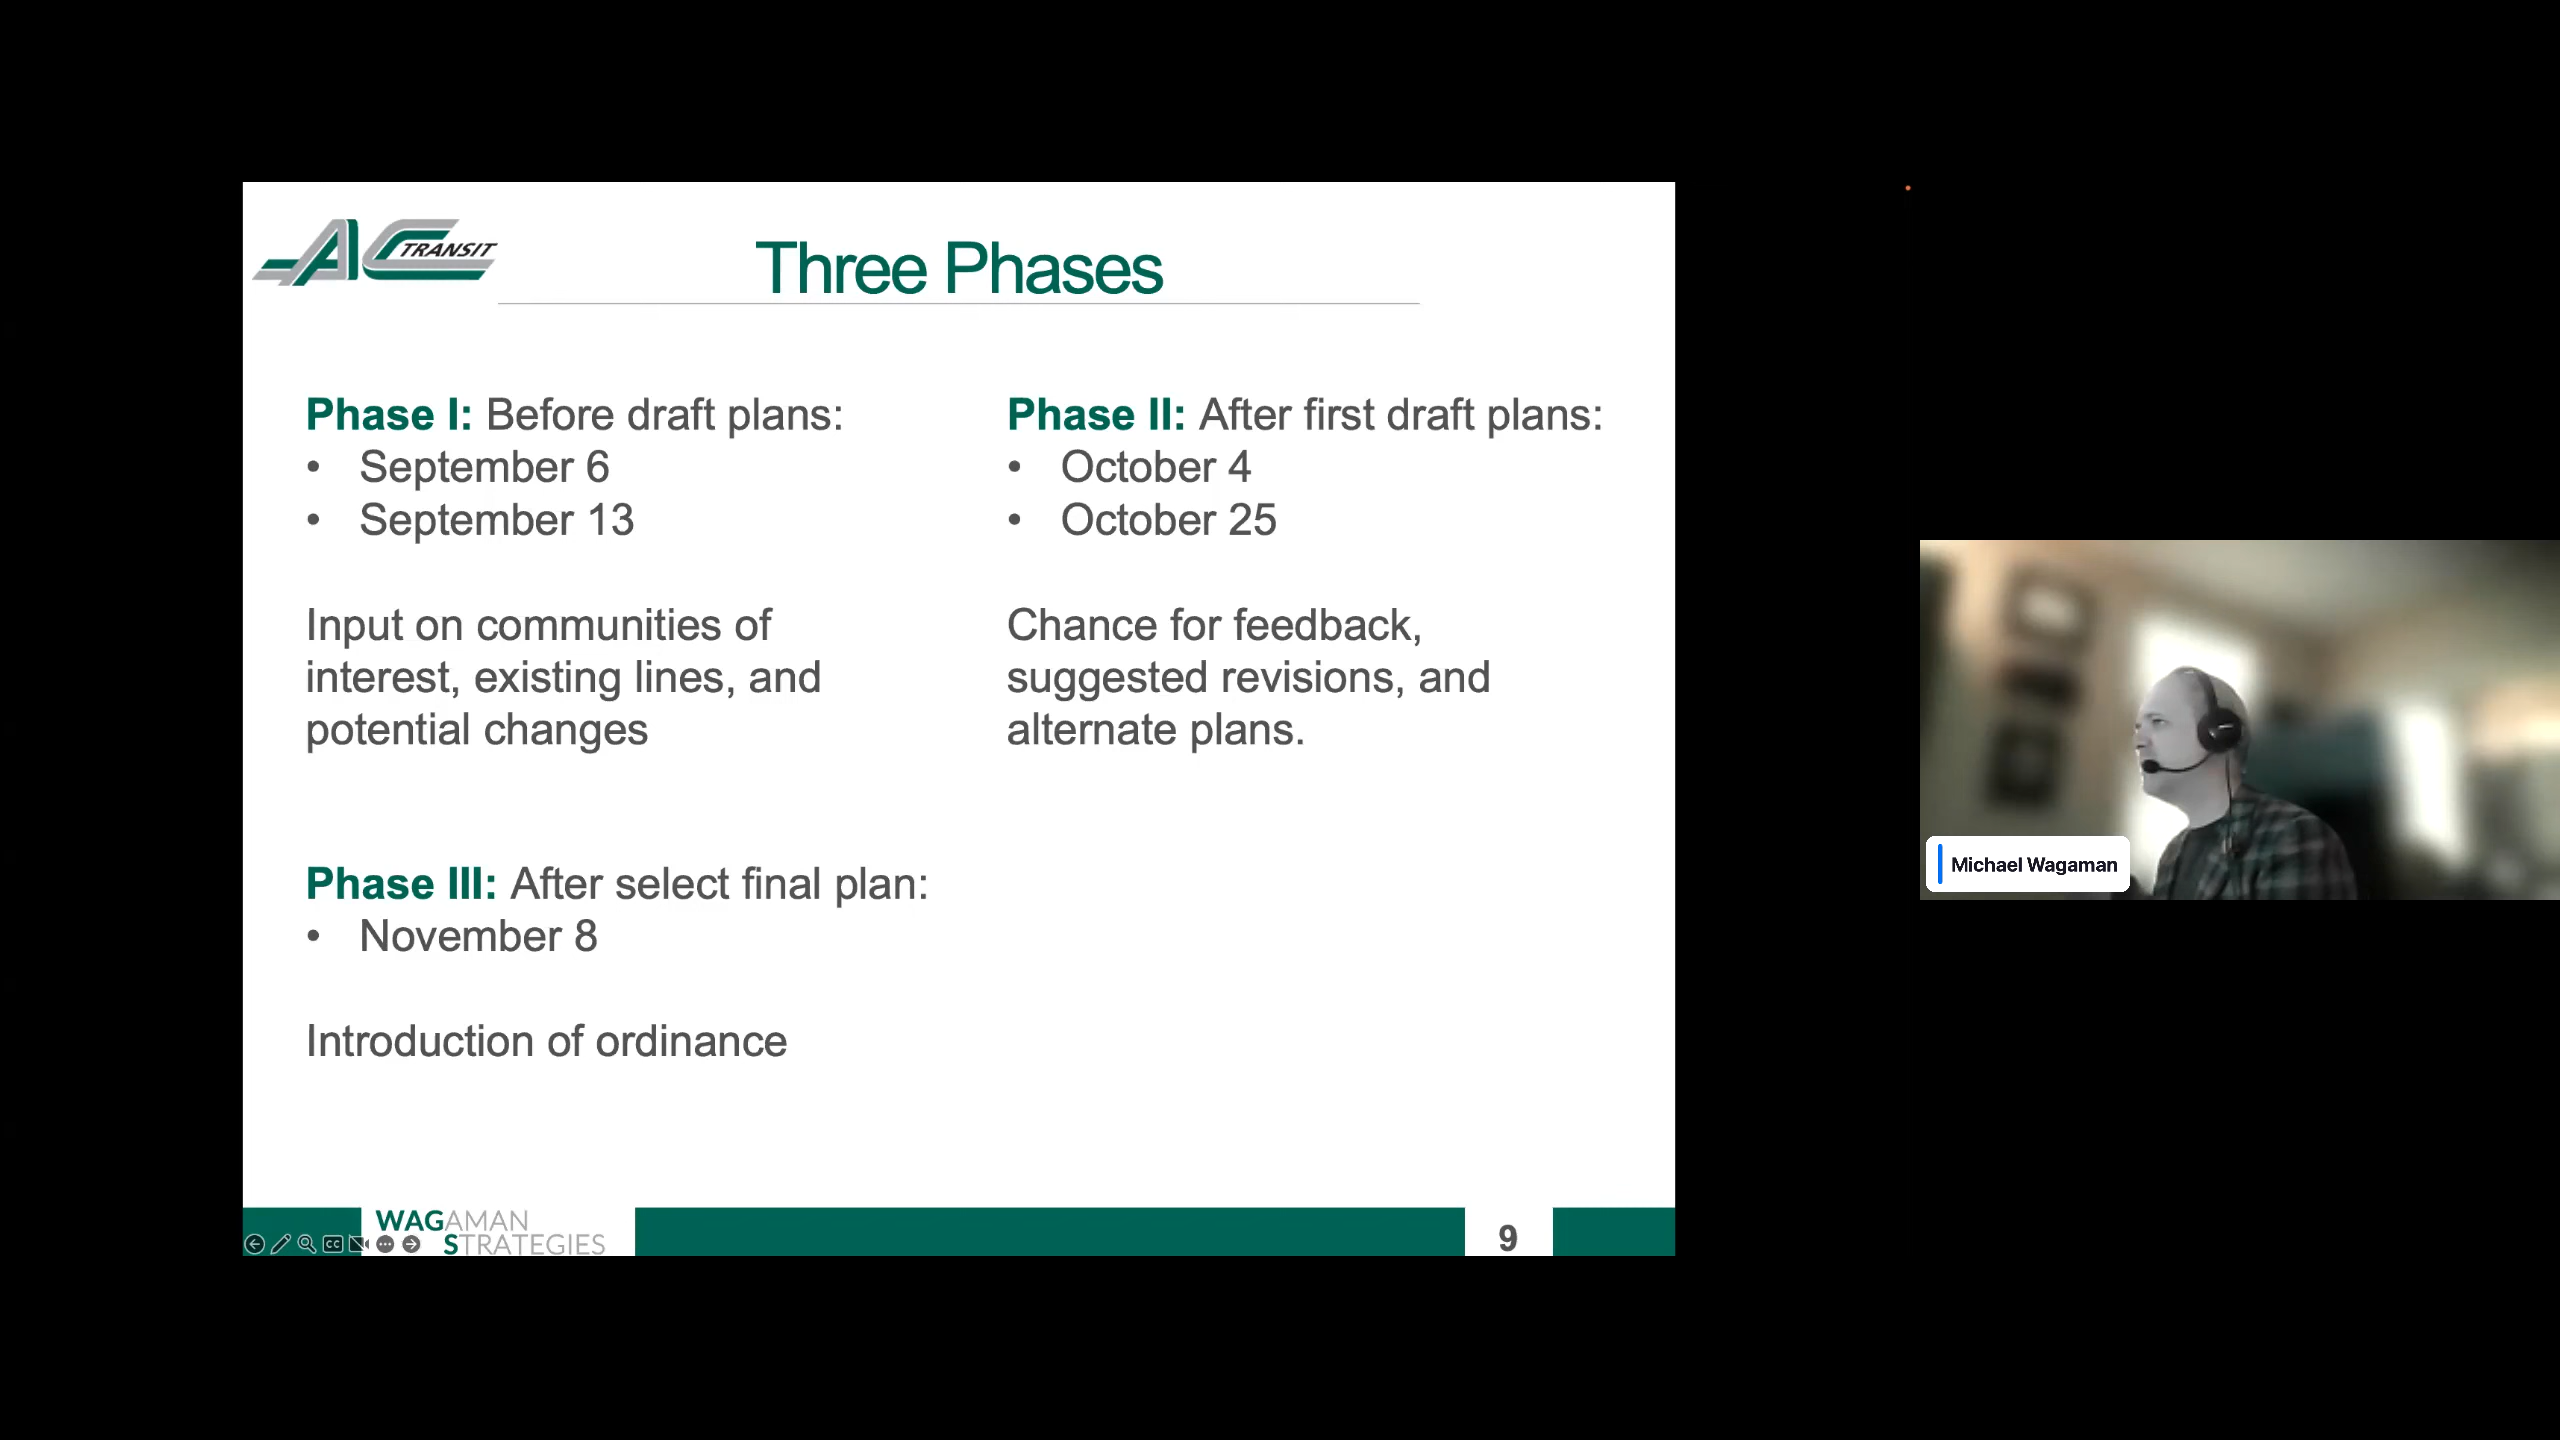 AC TRANSIT
Three Phases
Phase I: Before draft plans:
• September 6
• September 13
Input on communities of
interest, existing lines, and
potential changes
Phase II: After first draft plans:
• October 4
• October 25
Chance for feedback,
suggested revisions, and
alternate plans.
Phase III: After select final plan:
• November 8
Introduction of ordinance
WAGAMAN
STRATEGIES
CC
9
Michael Wagaman